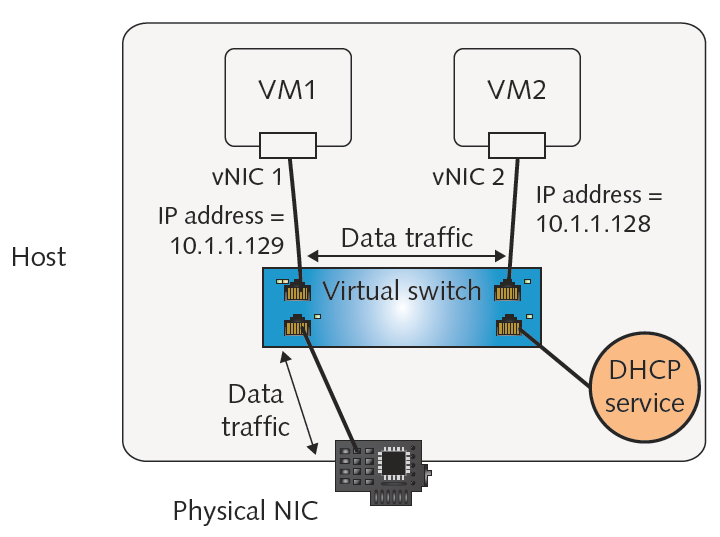 VM1
VM2
vNIC 1
vNIC 2
IP address =
10.1.1.129
IP address =
10.1.1.128
Data traffic
Host
Virtual switch
Data
traffic
DHCP
service
Physical NIC